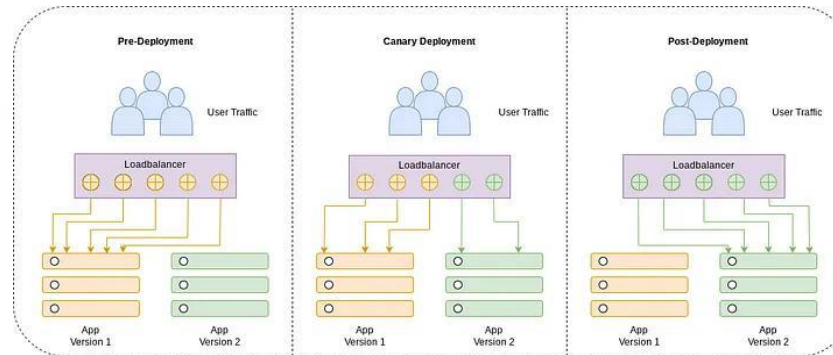 Pre-Deployment
Canary Deployment
Post-Deployment
User Traffic
User Traffic
User Traffic
Loadbalancer
Loadbalancer
Loadbalancer
App
Version 1
App
Version 2
App
Version 1
App
Version 2
App
Version 1
App
Version 2